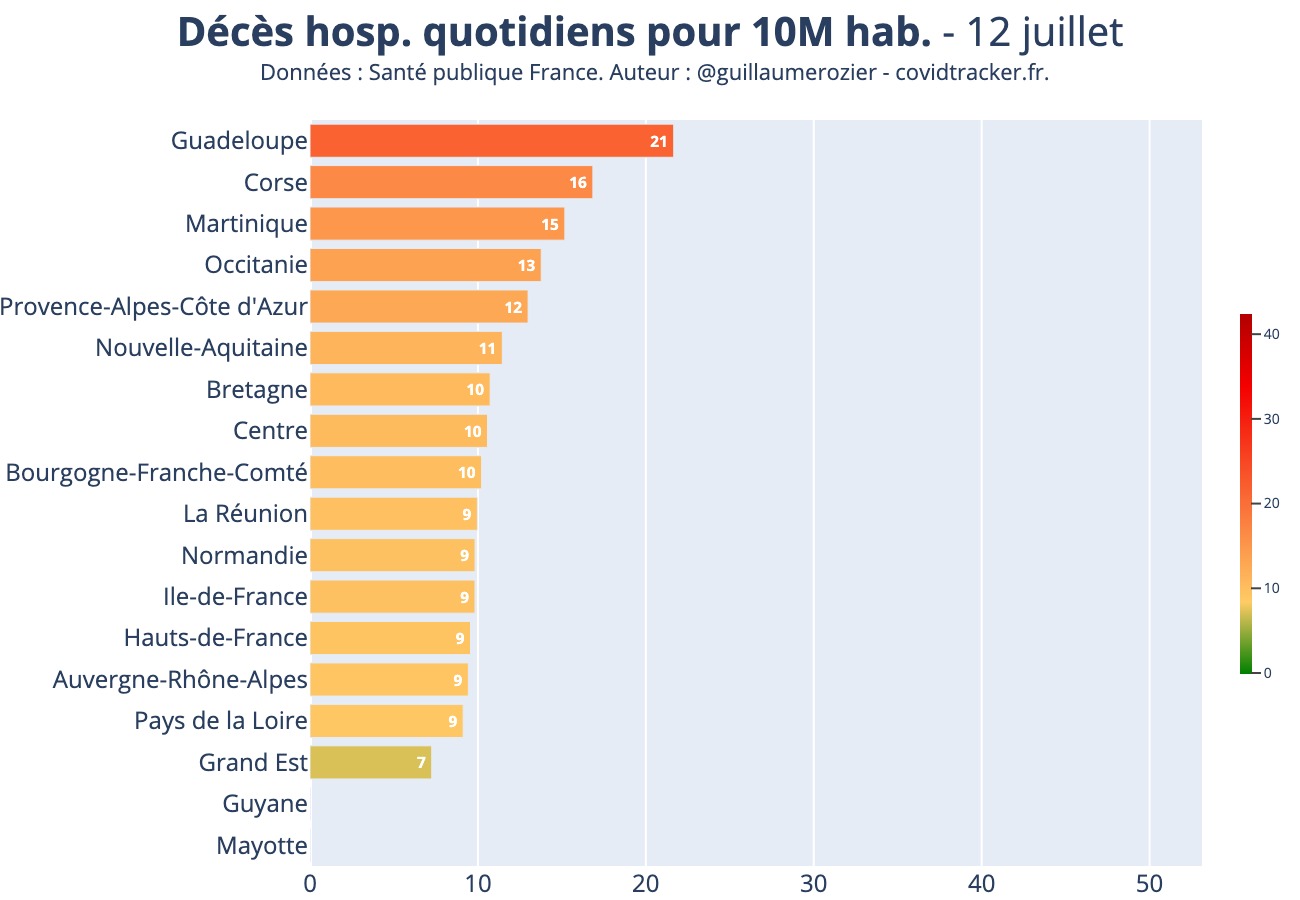 Décès hosp. quotidiens pour 10M hab. - 12 juillet
Données : Santé publique France. Auteur : @guillaumerozier - covidtracker.fr.
Guadeloupe 21
Corse 16
Martinique 15
Occitanie 13
Provence-Alpes-Côte d'Azur 12
Nouvelle-Aquitaine 11
Bretagne 10
Centre 10
Bourgogne-Franche-Comté 10
La Réunion 9
Normandie 9
Ile-de-France 9
Hauts-de-France 9
Auvergne-Rhône-Alpes 9
Pays de la Loire 9
Grand Est 7
Guyane
Mayotte
0 10 20 30 40 50
40
30
20
10
0